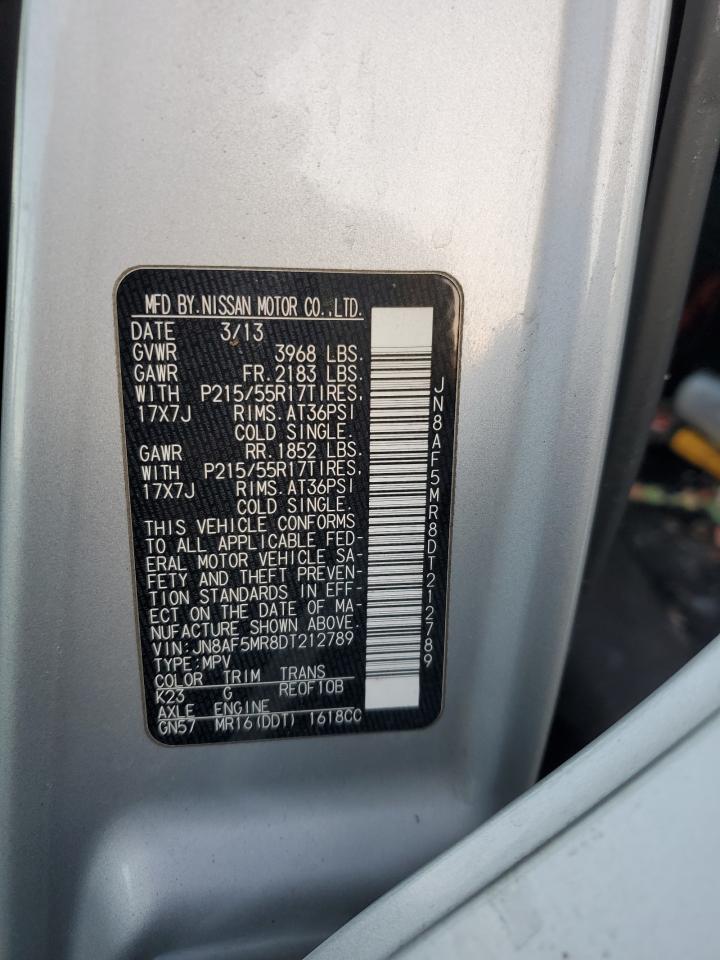 MFD BY.NISSAN MOTOR CO.,LTD.
DATE 3/13
GVWR 3968 LBS.
GAWR FR.2183 LBS.
WITH P215/55R17TIRES.
17X7J RIMS.AT36PSI
COLD SINGLE.
GAWR RR.1852 LBS.
WITH P215/55R17TIRES.
17X7J RIMS.AT36PSI
COLD SINGLE.
THIS VEHICLE CONFORMS
TO ALL APPLICABLE FED-
ERAL MOTOR VEHICLE SA-
FETY AND THEFT PREVEN-
TION STANDARDS IN EFF-
ECT ON THE DATE OF MA-
NUFACTURE SHOWN ABOVE.
VIN:JN8AF5MR8DT212789
TYPE:MPV
COLOR TRIM TRANS
K23 G RE0F10B
AXLE ENGINE
GN57 MR16(DDT) 1618CC
JN8AF5MR8DT212789